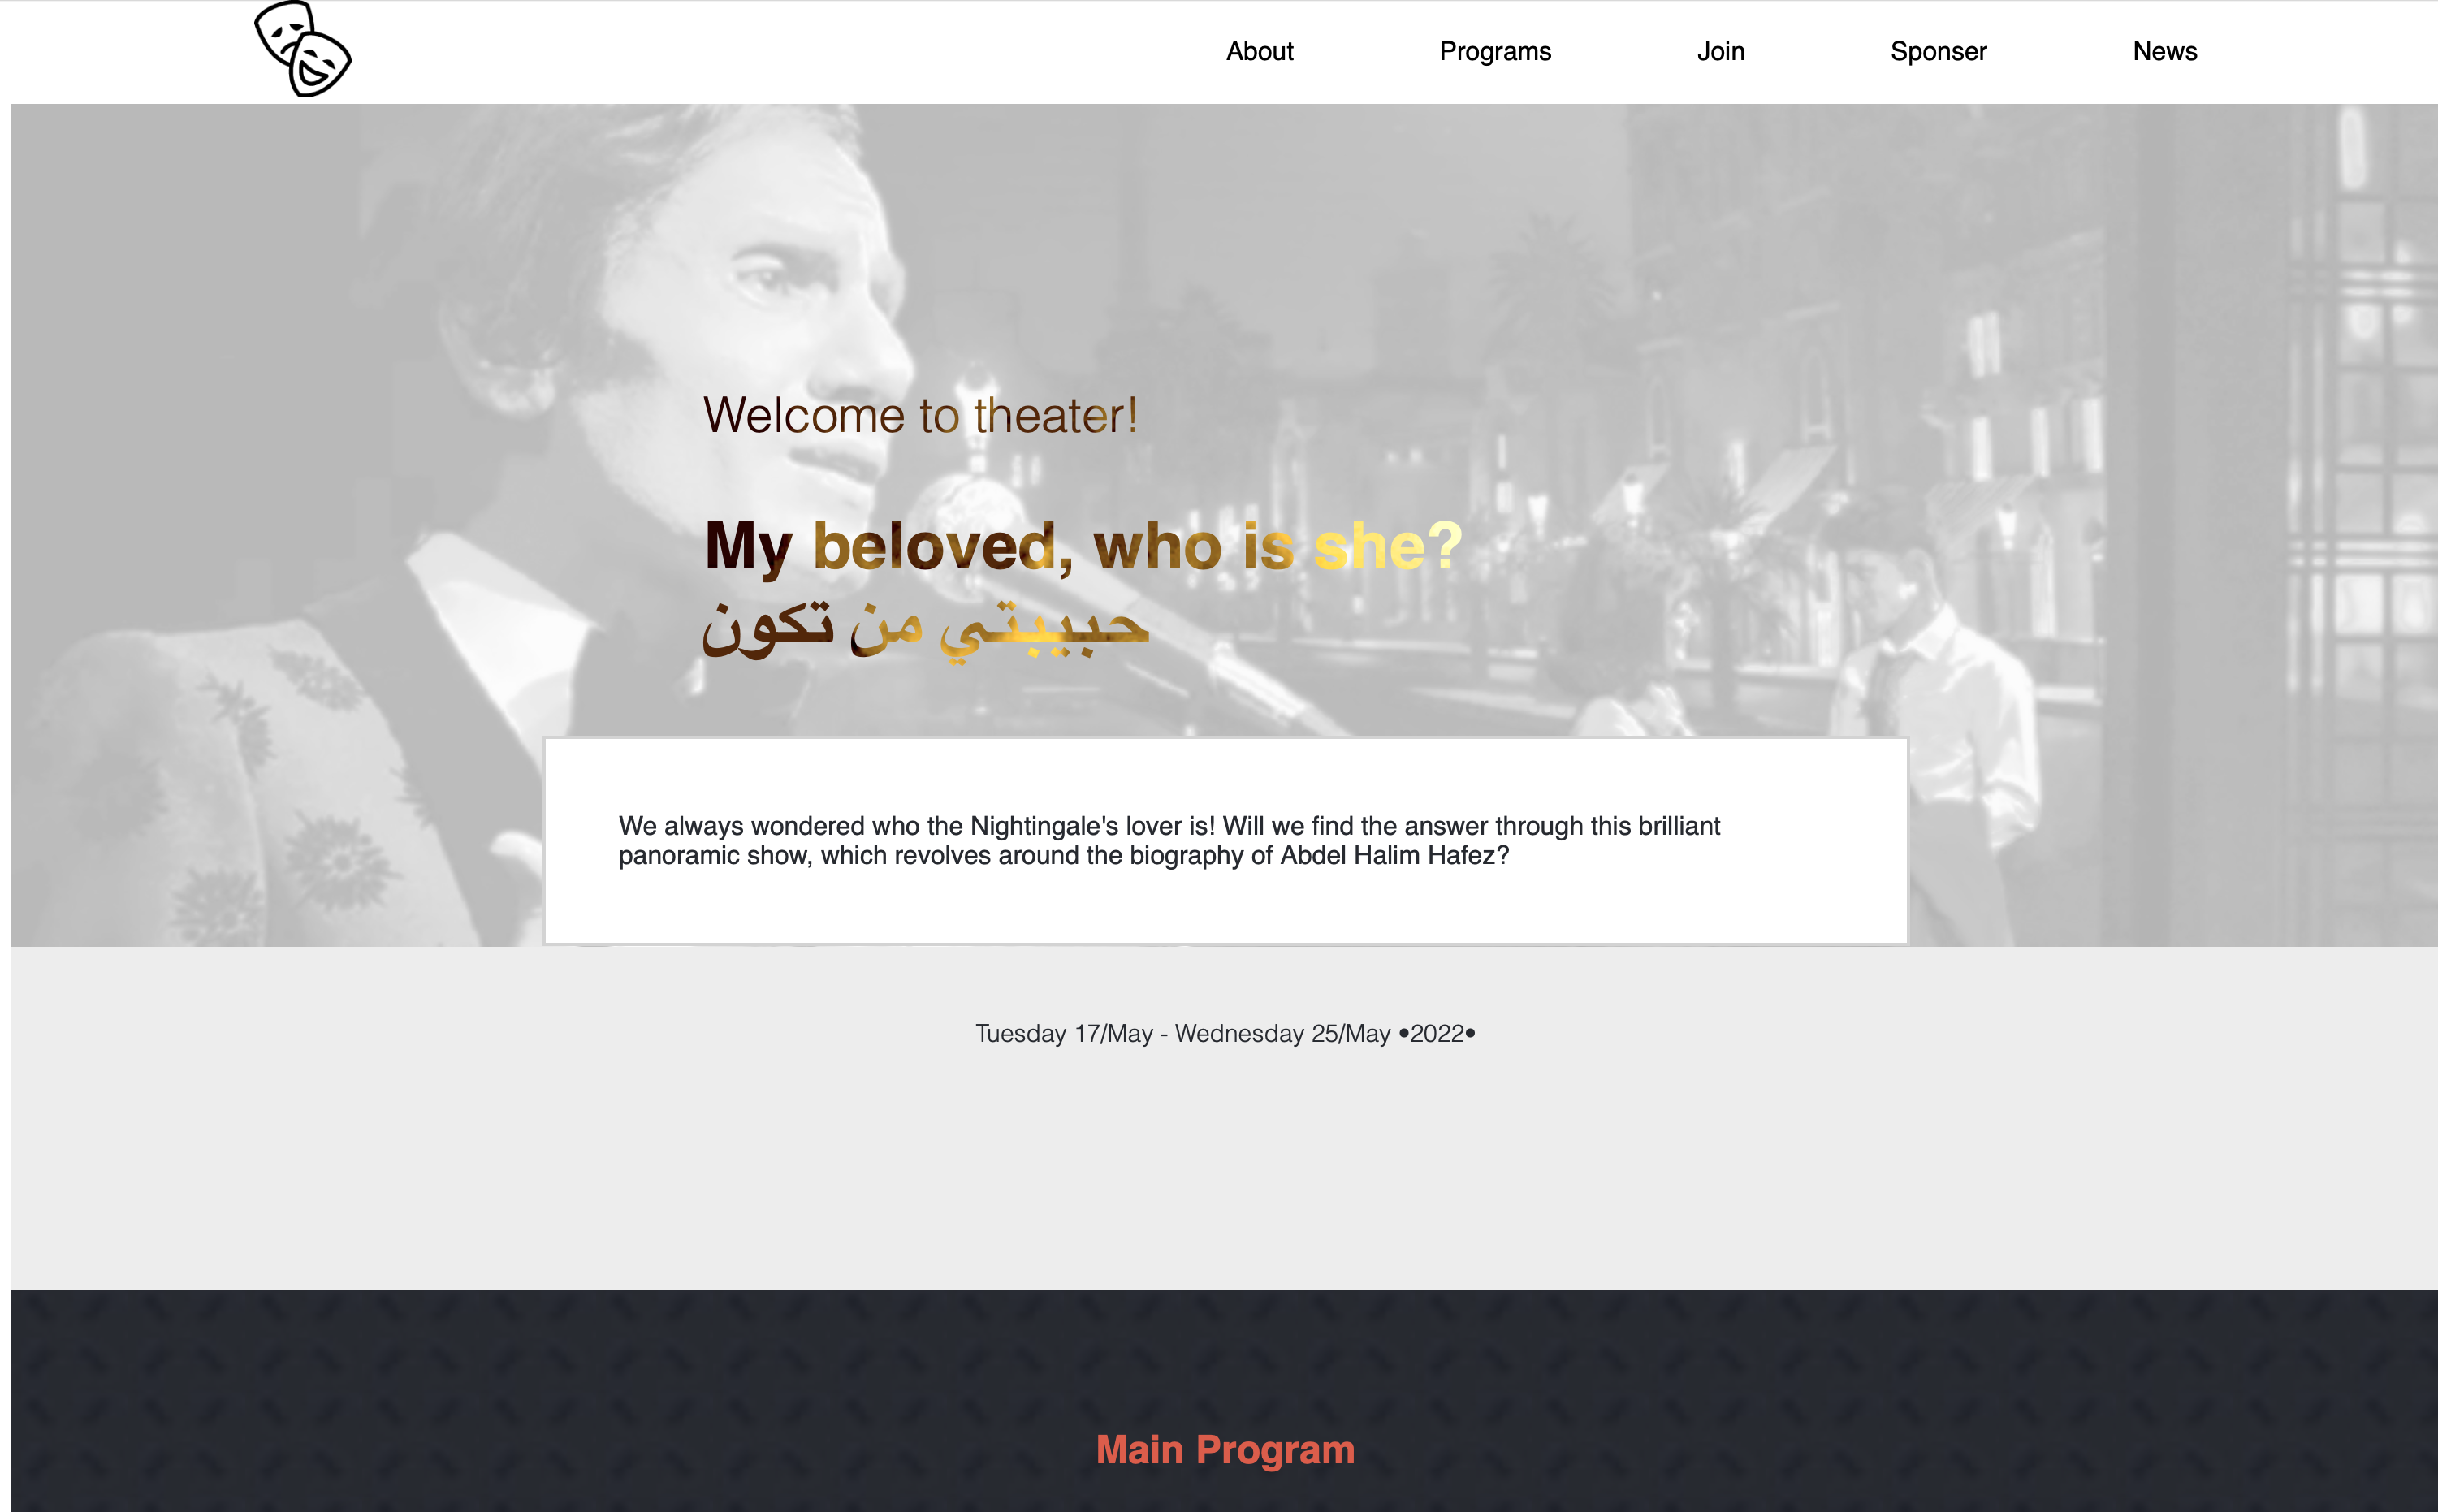 About Programs Join Sponser News
Welcome to theater!
My beloved, who is she?
حبيبتي من تكون
We always wondered who the Nightingale's lover is! Will we find the answer through this brilliant
panoramic show, which revolves around the biography of Abdel Halim Hafez?
Tuesday 17/May - Wednesday 25/May •2022•
Main Program